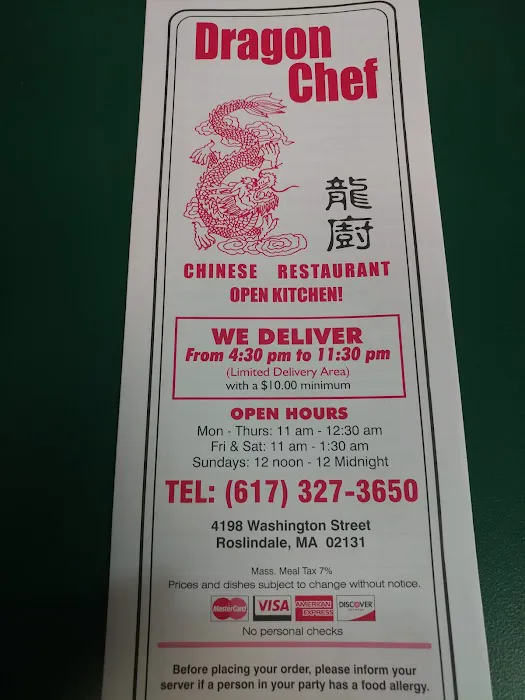 Dragon
Chef
龍
廚
CHINESE RESTAURANT
OPEN KITCHEN!
WE DELIVER
From 4:30 pm to 11:30 pm
(Limited Delivery Area)
with a $10.00 minimum
OPEN HOURS
Mon - Thurs: 11 am - 12:30 am
Fri & Sat: 11 am - 1:30 am
Sundays: 12 noon - 12 Midnight
TEL: (617) 327-3650
4198 Washington Street
Roslindale, MA 02131
Mass. Meal Tax 7%
Prices and dishes subject to change without notice.
MasterCard VISA AMERICAN EXPRESS DISCOVER
No personal checks
Before placing your order, please inform your
server if a person in your party has a food allergy.